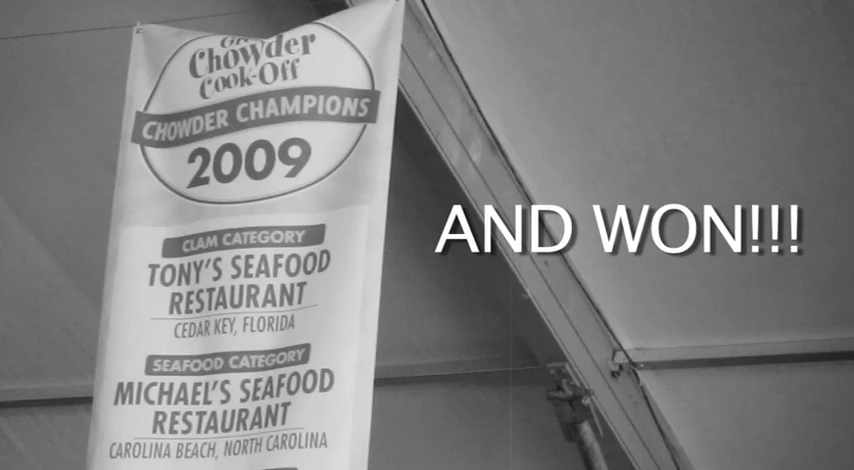 Chowder
Cook-Off
CHOWDER CHAMPIONS
2009
CLAM CATEGORY
TONY'S SEAFOOD
RESTAURANT
CEDAR KEY, FLORIDA
SEAFOOD CATEGORY
MICHAEL'S SEAFOOD
RESTAURANT
CAROLINA BEACH, NORTH CAROLINA
AND WON!!!